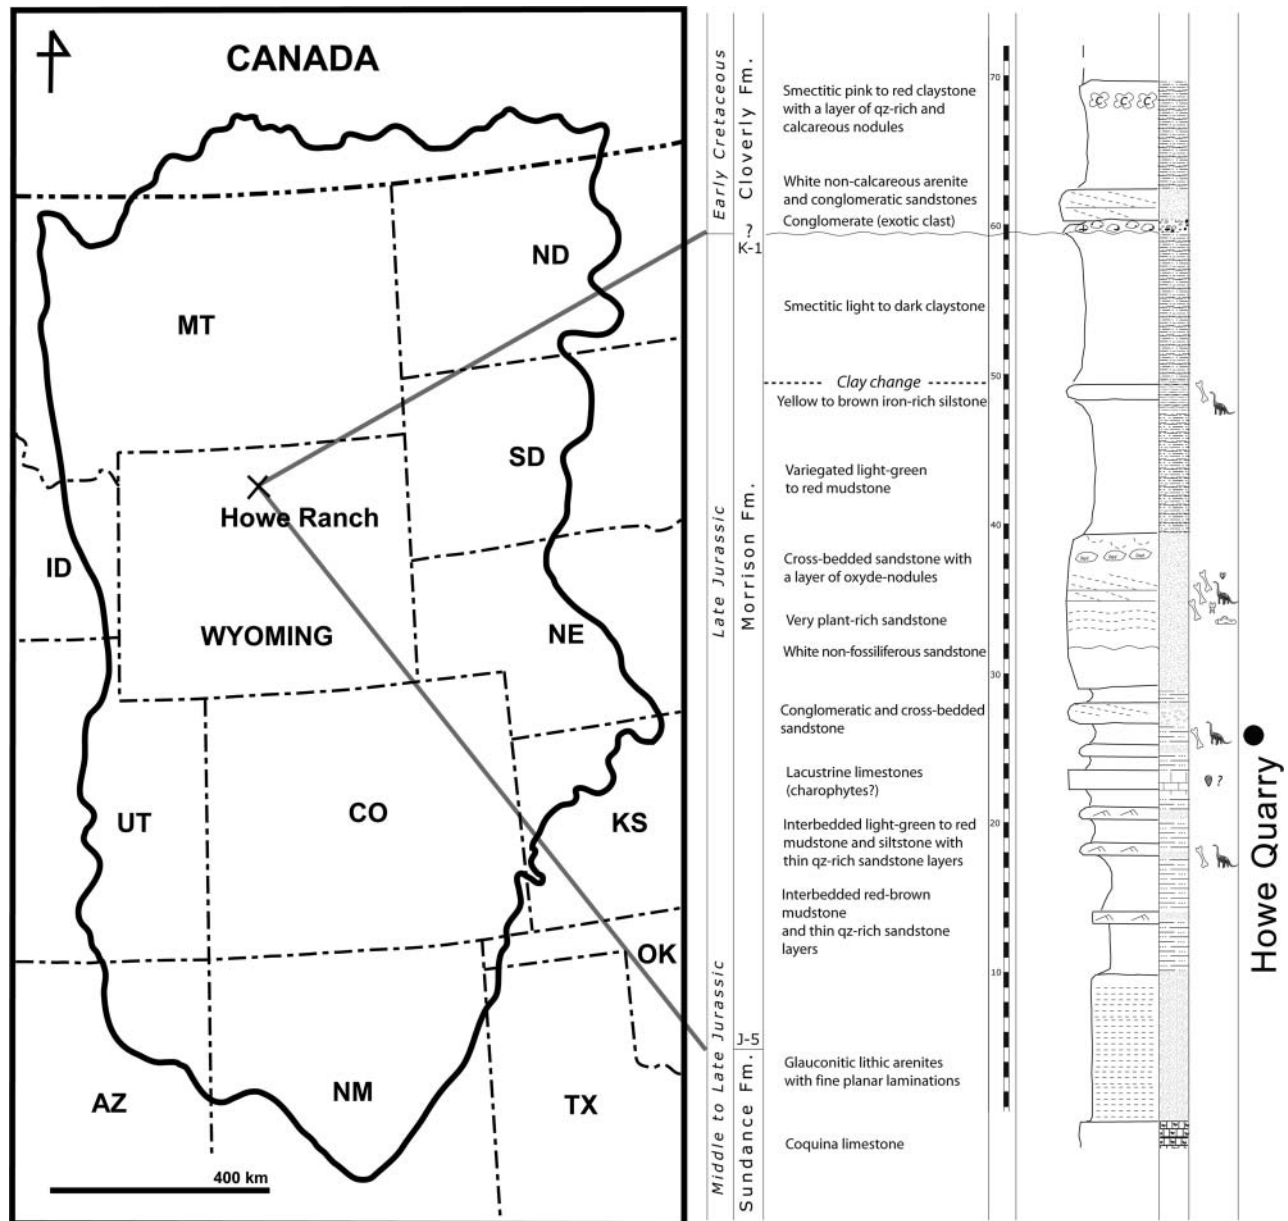 CANADA
ND
MT
SD
Howe Ranch
ID
WYOMING
NE
UT
CO
KS
OK
AZ
NM
TX
400 km
Early Cretaceous
Cloverly Fm.
?
K-1
Late Jurassic
Morrison Fm.
Middle to Late Jurassic
J-5
Sundance Fm.
Smectitic pink to red claystone
with a layer of qz-rich and
calcareous nodules
White non-calcareous arenite
and conglomeratic sandstones
Conglomerate (exotic clast)
Smectitic light to dark claystone
Clay change
Yellow to brown iron-rich silstone
Variegated light-green
to red mudstone
Cross-bedded sandstone with
a layer of oxyde-nodules
Very plant-rich sandstone
White non-fossiliferous sandstone
Conglomeratic and cross-bedded
sandstone
Lacustrine limestones
(charophytes?)
Interbedded light-green to red
mudstone and siltstone with
thin qz-rich sandstone layers
Interbedded red-brown
mudstone
and thin qz-rich sandstone
layers
Glauconitic lithic arenites
with fine planar laminations
Coquina limestone
70
60
50
40
30
20
10
C C C
?
Howe Quarry